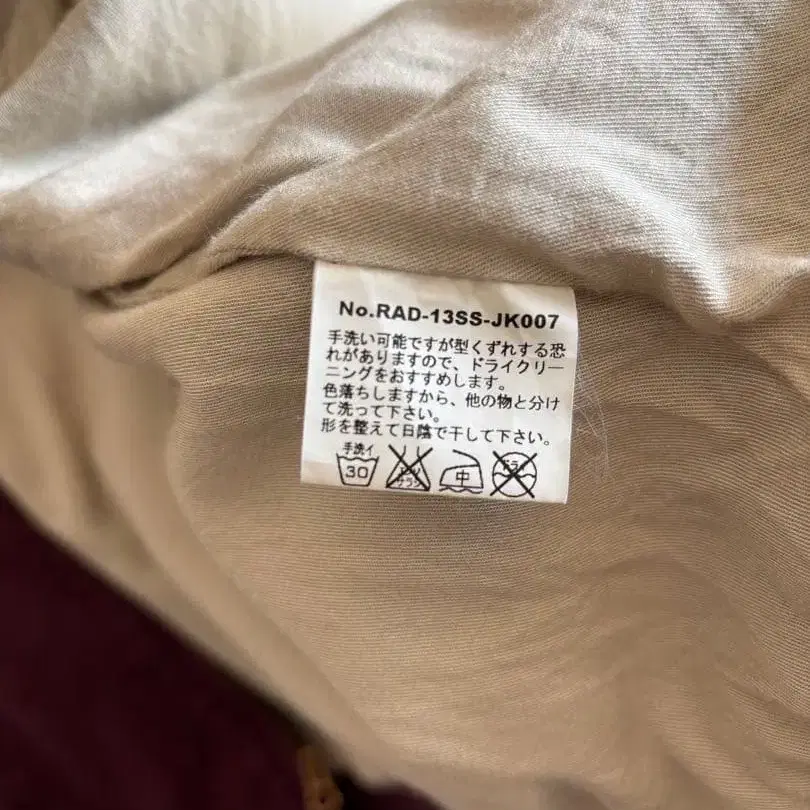 No.RAD-13SS-JK007
手洗い可能ですが型くずれする恐
れがありますので、ドライクリー
ニングをおすすめします。
色落ちしますから、他の物と分け
て洗って下さい。
形を整えて日陰で干して下さい。
手洗イ
30 中